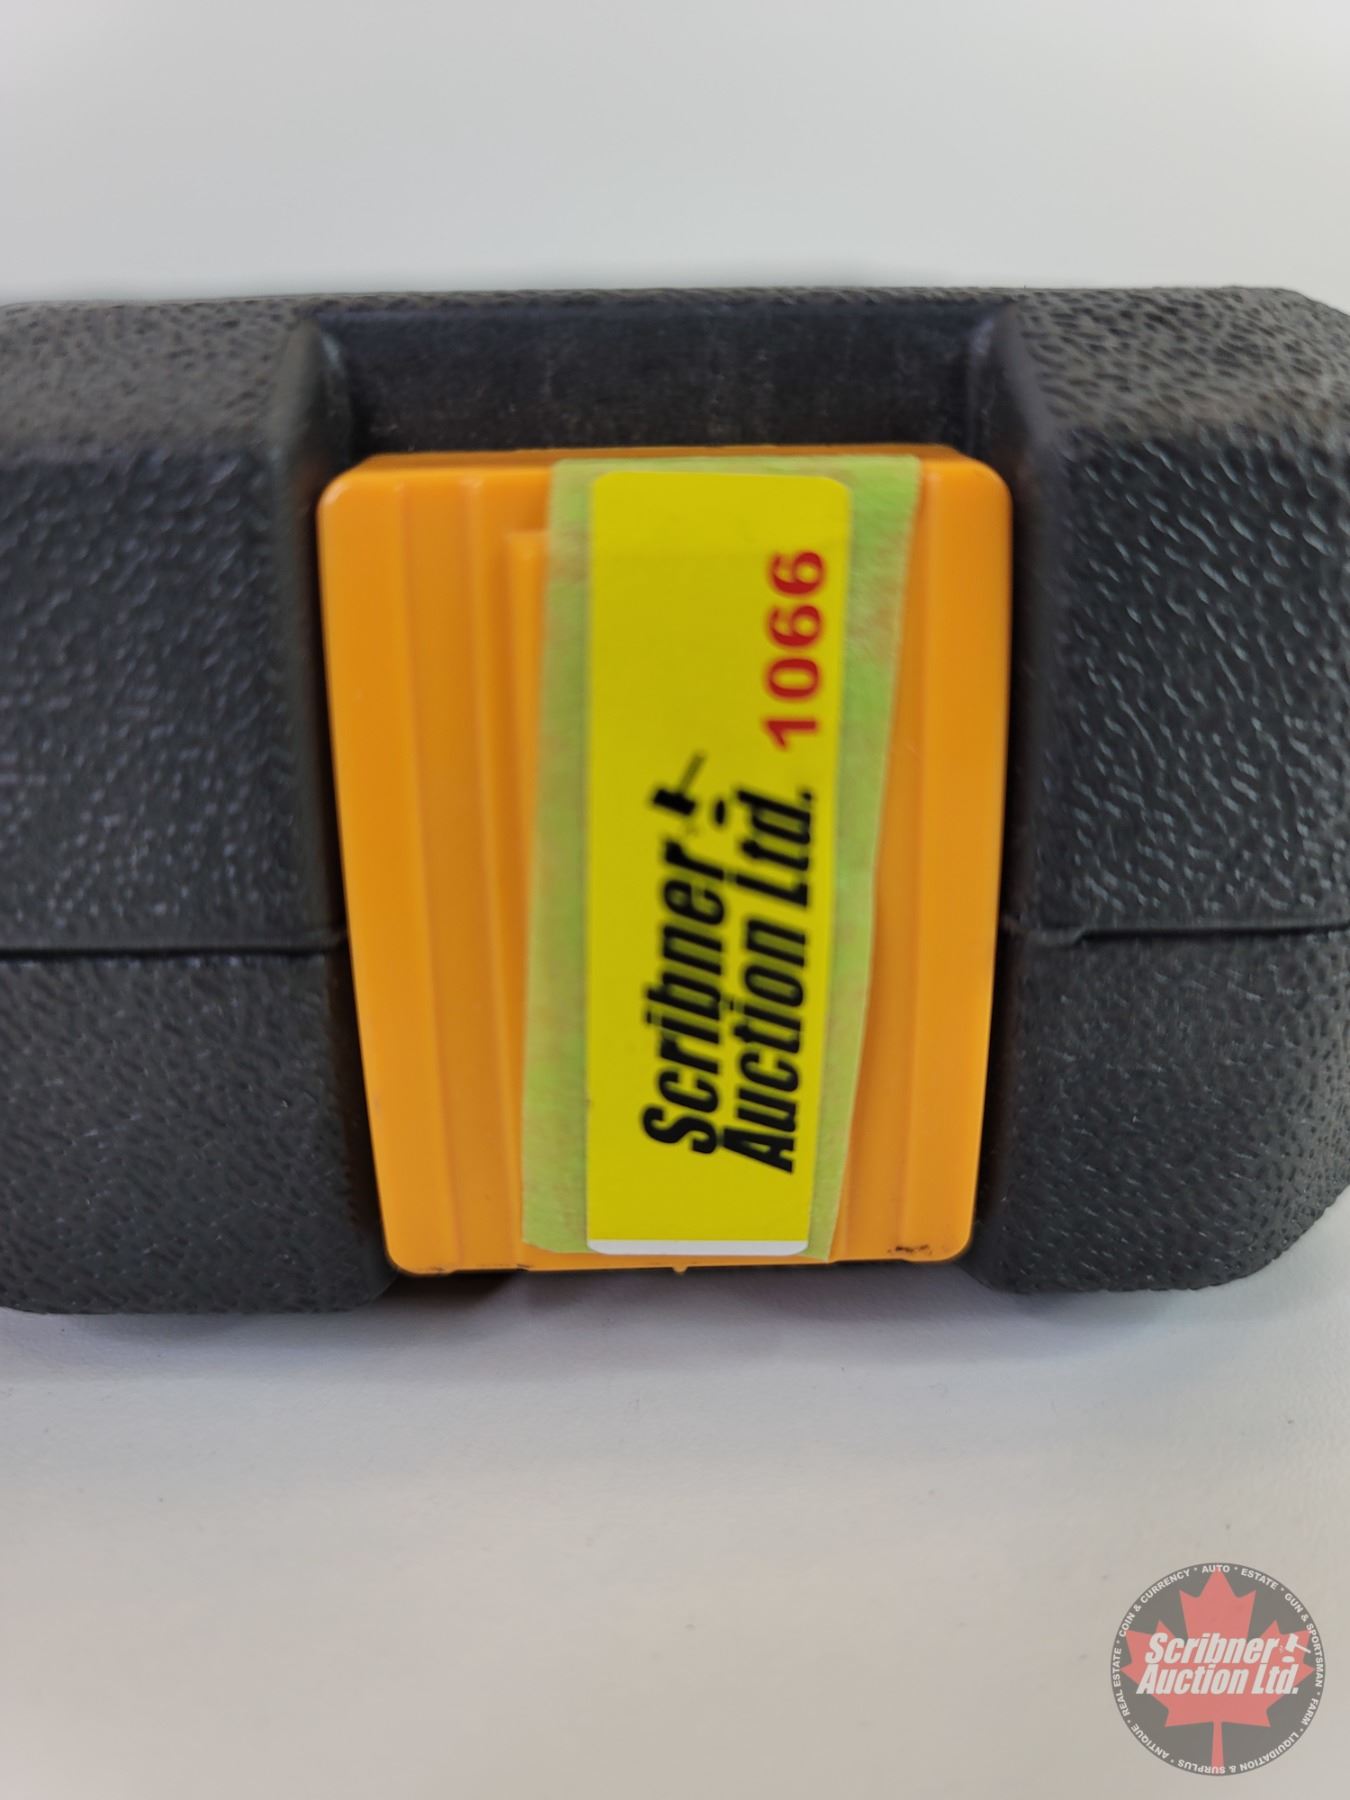 Scribner
Auction Ltd. 1066
COIN & CURRENCY * AUTO * ESTATE * GUN & SPORTSMAN * FARM * LIQUIDATION & SURPLUS * ANTIQUE * REAL ESTATE *
Scribner
Auction Ltd.